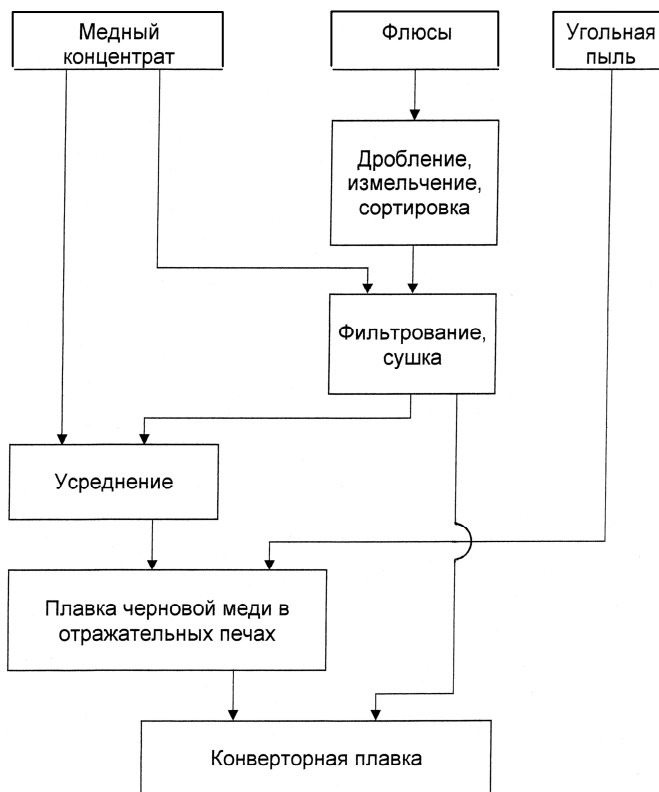 Медный
концентрат
Флюсы
Угольная
пыль
Дробление,
измельчение,
сортировка
Фильтрование,
сушка
Усреднение
Плавка черновой меди в
отражательных печах
Конверторная плавка